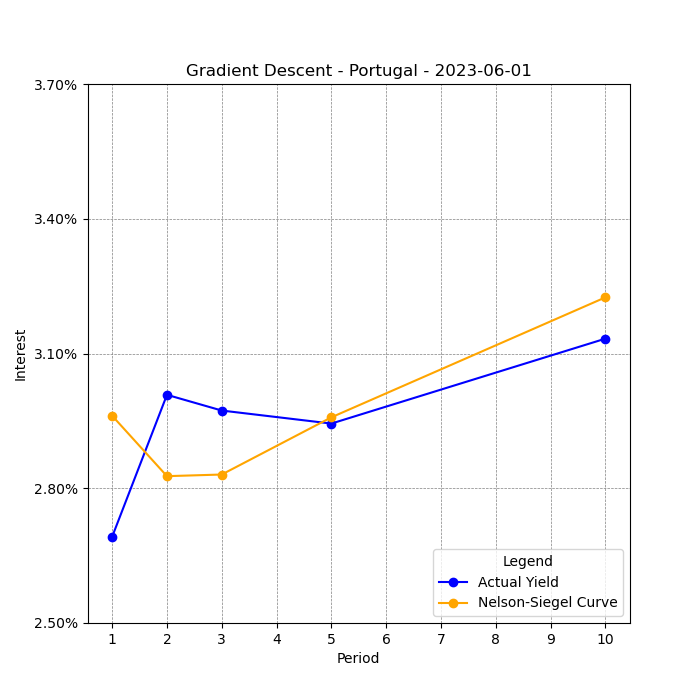 Gradient Descent - Portugal - 2023-06-01
3.70%
3.40%
3.10%
2.80%
2.50%
Interest
1 2 3 4 5 6 7 8 9 10
Period
Legend
Actual Yield
Nelson-Siegel Curve